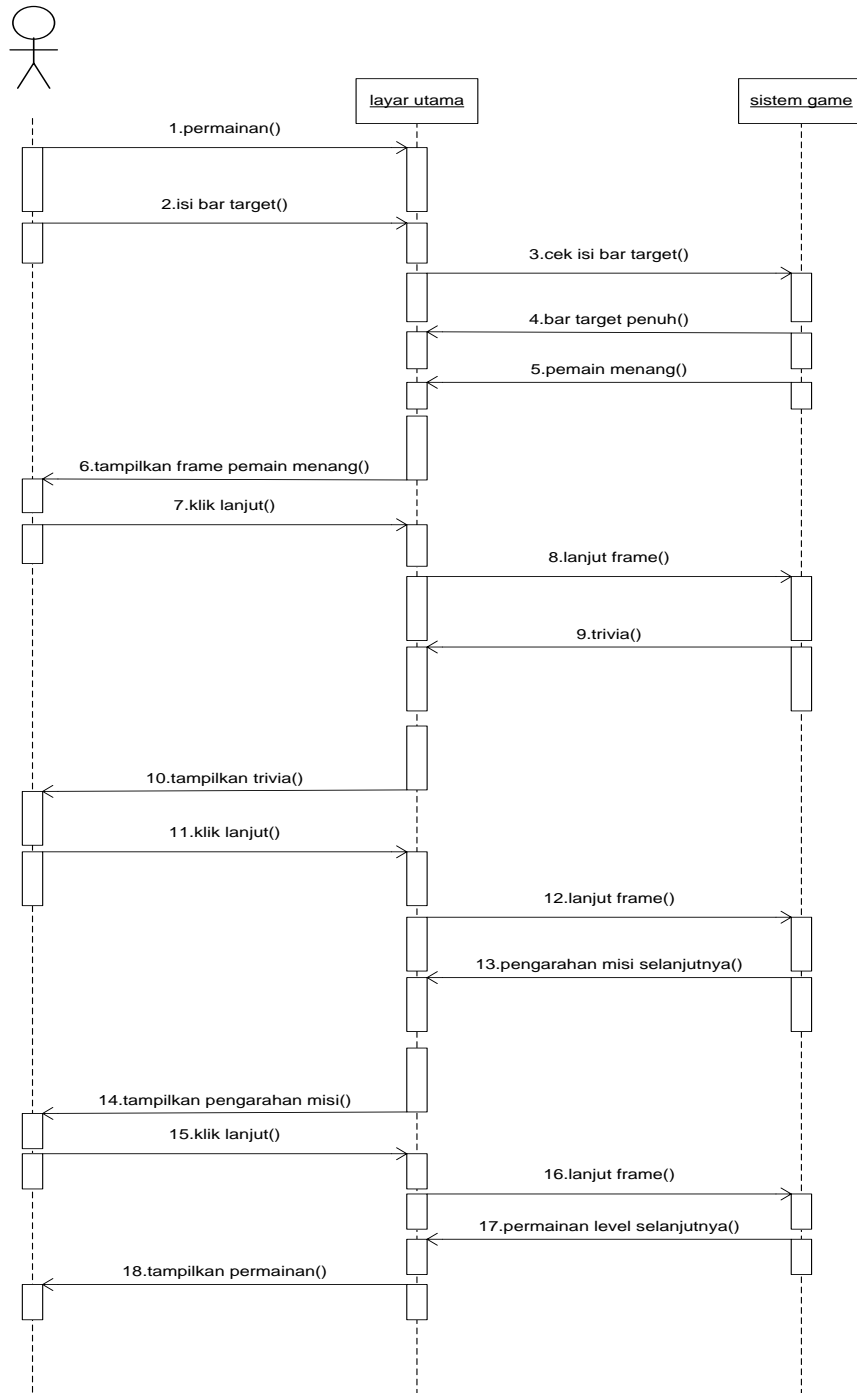 layar utama
sistem game
1.permainan()
2.isi bar target()
3.cek isi bar target()
4.bar target penuh()
5.pemain menang()
6.tampilkan frame pemain menang()
7.klik lanjut()
8.lanjut frame()
9.trivia()
10.tampilkan trivia()
11.klik lanjut()
12.lanjut frame()
13.pengarahan misi selanjutnya()
14.tampilkan pengarahan misi()
15.klik lanjut()
16.lanjut frame()
17.permainan level selanjutnya()
18.tampilkan permainan()